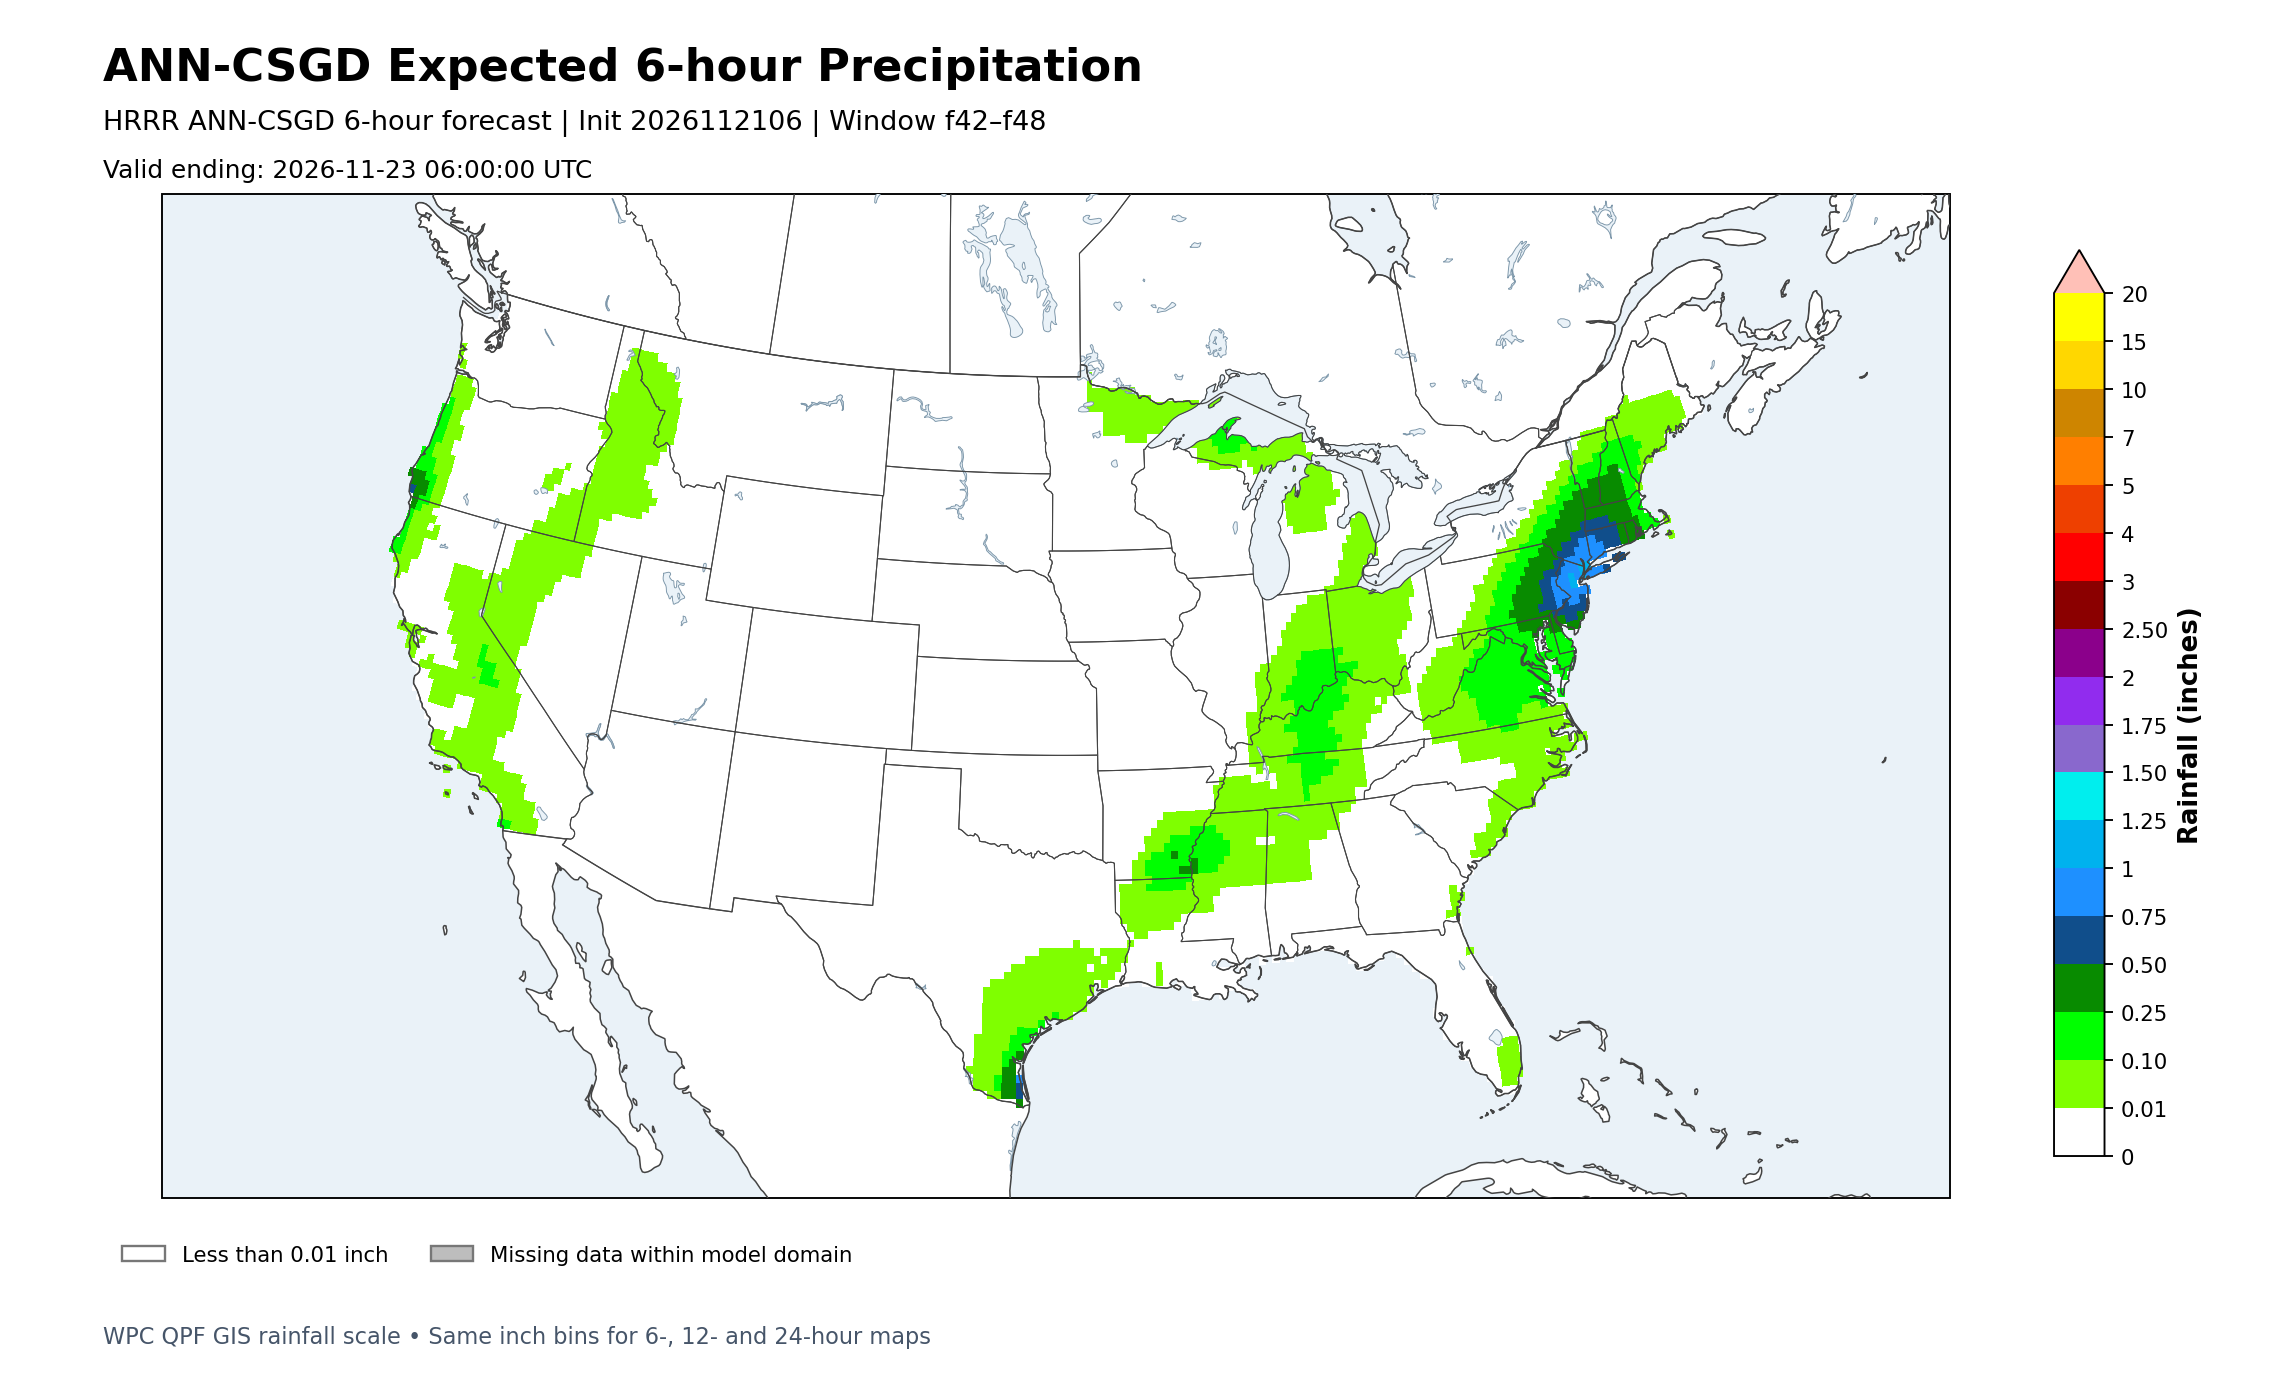 ANN-CSGD Expected 6-hour Precipitation
HRRR ANN-CSGD 6-hour forecast | Init 2026112106 | Window f42–f48
Valid ending: 2026-11-23 06:00:00 UTC
20
15
10
7
5
4
3
2.50
2
1.75
1.50
1.25
1
0.75
0.50
0.25
0.10
0.01
0
Rainfall (inches)
Less than 0.01 inch
Missing data within model domain
WPC QPF GIS rainfall scale • Same inch bins for 6-, 12- and 24-hour maps